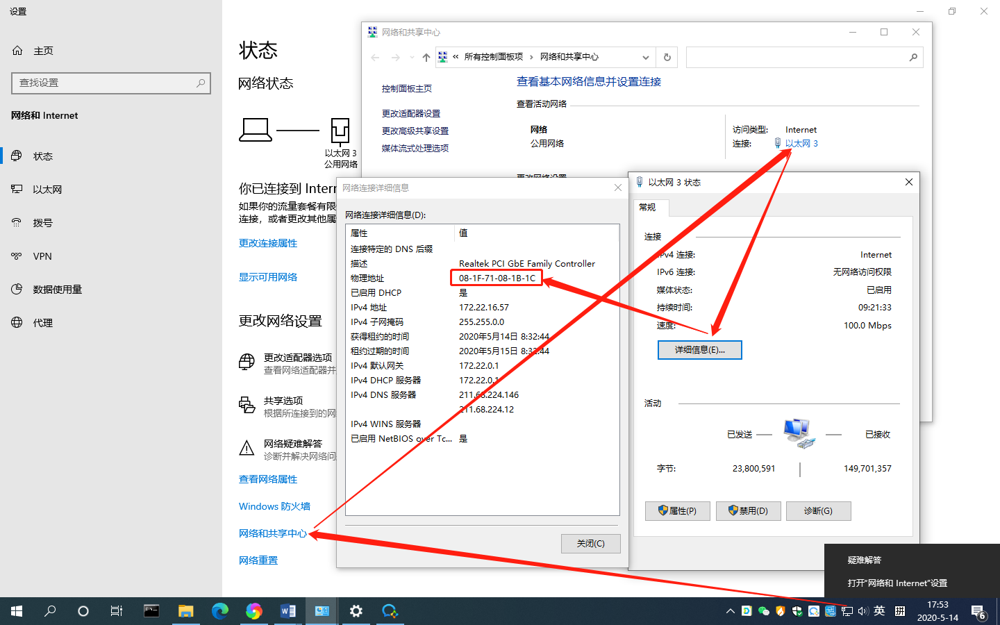 设置
主页
查找设置
网络和 Internet
状态
以太网
拨号
VPN
数据使用量
代理
状态
网络状态
以太网 3
公用网络
你已连接到 Intern
如果你的流量套餐有限
连接，或者更改其他属
更改连接属性
显示可用网络
更改网络设置
更改适配器选项
查看网络适配器并
共享选项
根据所连接到的网
网络疑难解答
诊断并解决网络问
查看网络属性
Windows 防火墙
网络和共享中心
网络重置
网络和共享中心
« 所有控制面板项 › 网络和共享中心
控制面板主页
更改适配器设置
更改高级共享设置
媒体流式处理选项
查看基本网络信息并设置连接
查看活动网络
网络
公用网络
访问类型: Internet
连接: 以太网 3
更改网络设置
网络连接详细信息
网络连接详细信息(D):
属性 值
连接特定的 DNS 后缀
描述 Realtek PCI GbE Family Controller
物理地址 08-1F-71-08-1B-1C
已启用 DHCP 是
IPv4 地址 172.22.16.57
IPv4 子网掩码 255.255.0.0
获得租约的时间 2020年5月14日 8:32:44
租约过期的时间 2020年5月15日 8:32:44
IPv4 默认网关 172.22.0.1
IPv4 DHCP 服务器 172.22.0.1
IPv4 DNS 服务器 211.68.224.146
211.68.224.12
IPv4 WINS 服务器
已启用 NetBIOS over Tc... 是
关闭(C)
以太网 3 状态
常规
连接
IPv4 连接: Internet
IPv6 连接: 无网络访问权限
媒体状态: 已启用
持续时间: 09:21:33
速度: 100.0 Mbps
详细信息(E)...
活动
已发送 已接收
字节: 23,800,591 149,701,357
属性(P) 禁用(D) 诊断(G)
疑难解答
打开“网络和 Internet”设置
英 拼
17:53
2020-5-14
6